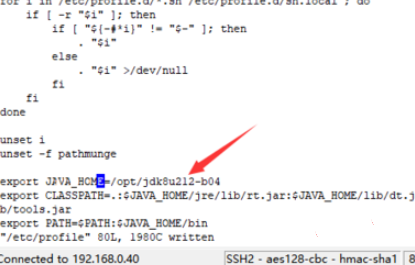 for i in /etc/profile.d/*.sh /etc/profile.d/sh.local ; do
    if [ -r "$i" ]; then
        if [ "${-#*i}" != "$-" ]; then
            . "$i"
        else
            . "$i" >/dev/null
        fi
    fi
done
unset i
unset -f pathmunge
export JAVA_HOME=/opt/jdk8u212-b04
export CLASSPATH=.:$JAVA_HOME/jre/lib/rt.jar:$JAVA_HOME/lib/dt.j
b/tools.jar
export PATH=$PATH:$JAVA_HOME/bin
"/etc/profile" 80L, 1980C written
Connected to 192.168.0.40 SSH2 - aes128-cbc - hmac-sha1